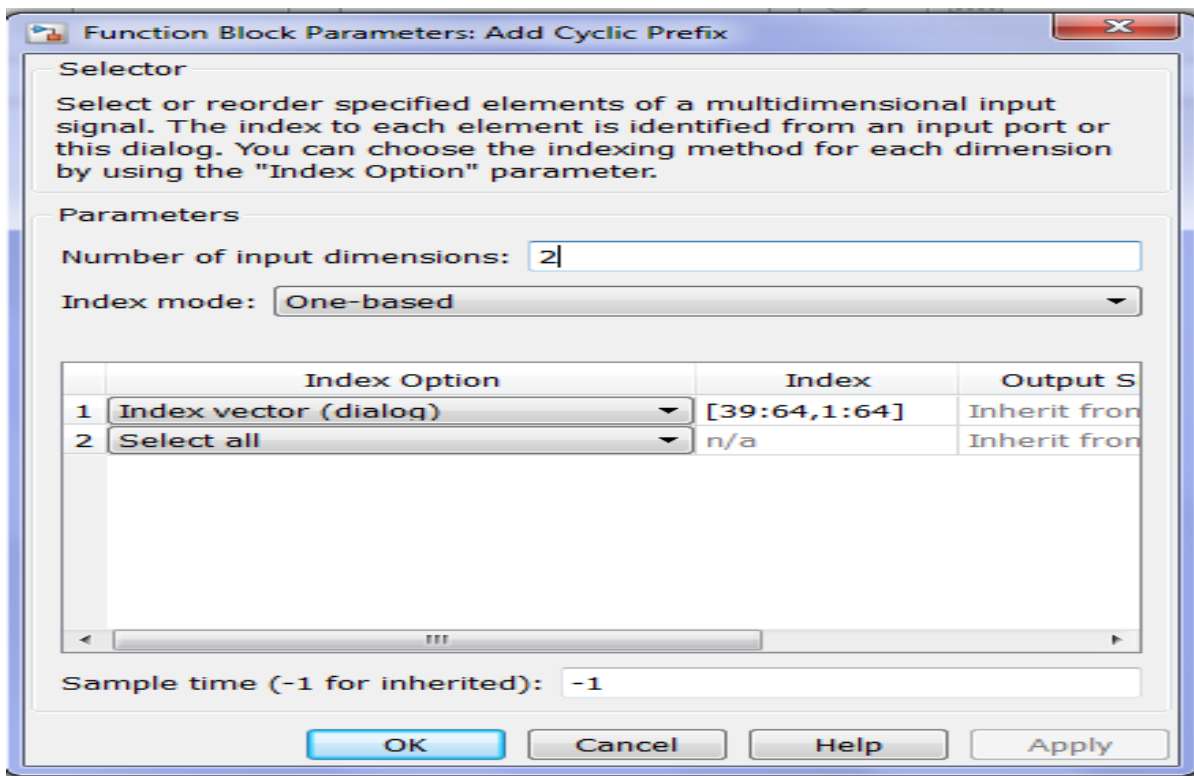 Function Block Parameters: Add Cyclic Prefix
Selector
Select or reorder specified elements of a multidimensional input
signal. The index to each element is identified from an input port or
this dialog. You can choose the indexing method for each dimension
by using the "Index Option" parameter.
Parameters
Number of input dimensions: 2
Index mode: One-based
Index Option Index Output S
1 Index vector (dialog) [39:64,1:64] Inherit fron
2 Select all n/a Inherit fron
Sample time (-1 for inherited): -1
OK Cancel Help Apply